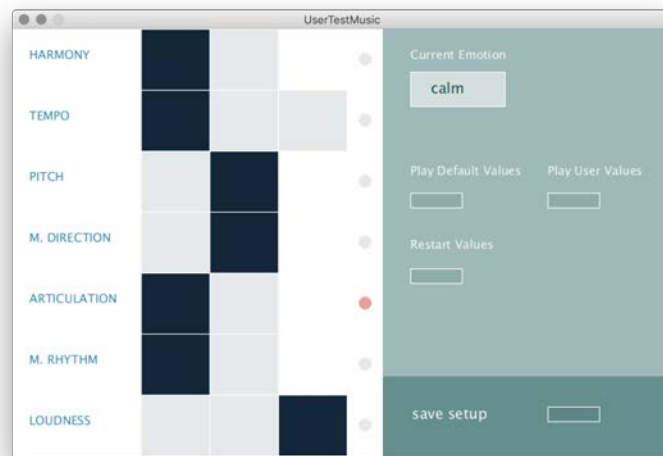 UserTestMusic
HARMONY
TEMPO
PITCH
M. DIRECTION
ARTICULATION
M. RHYTHM
LOUDNESS
Current Emotion
calm
Play Default Values
Play User Values
Restart Values
save setup